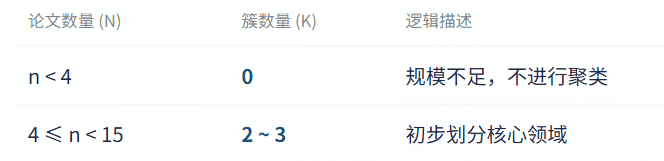 论文数量 (N) 簇数量 (K) 逻辑描述
n < 4 0 规模不足，不进行聚类
4 ⩽ n < 15 2 ~ 3 初步划分核心领域